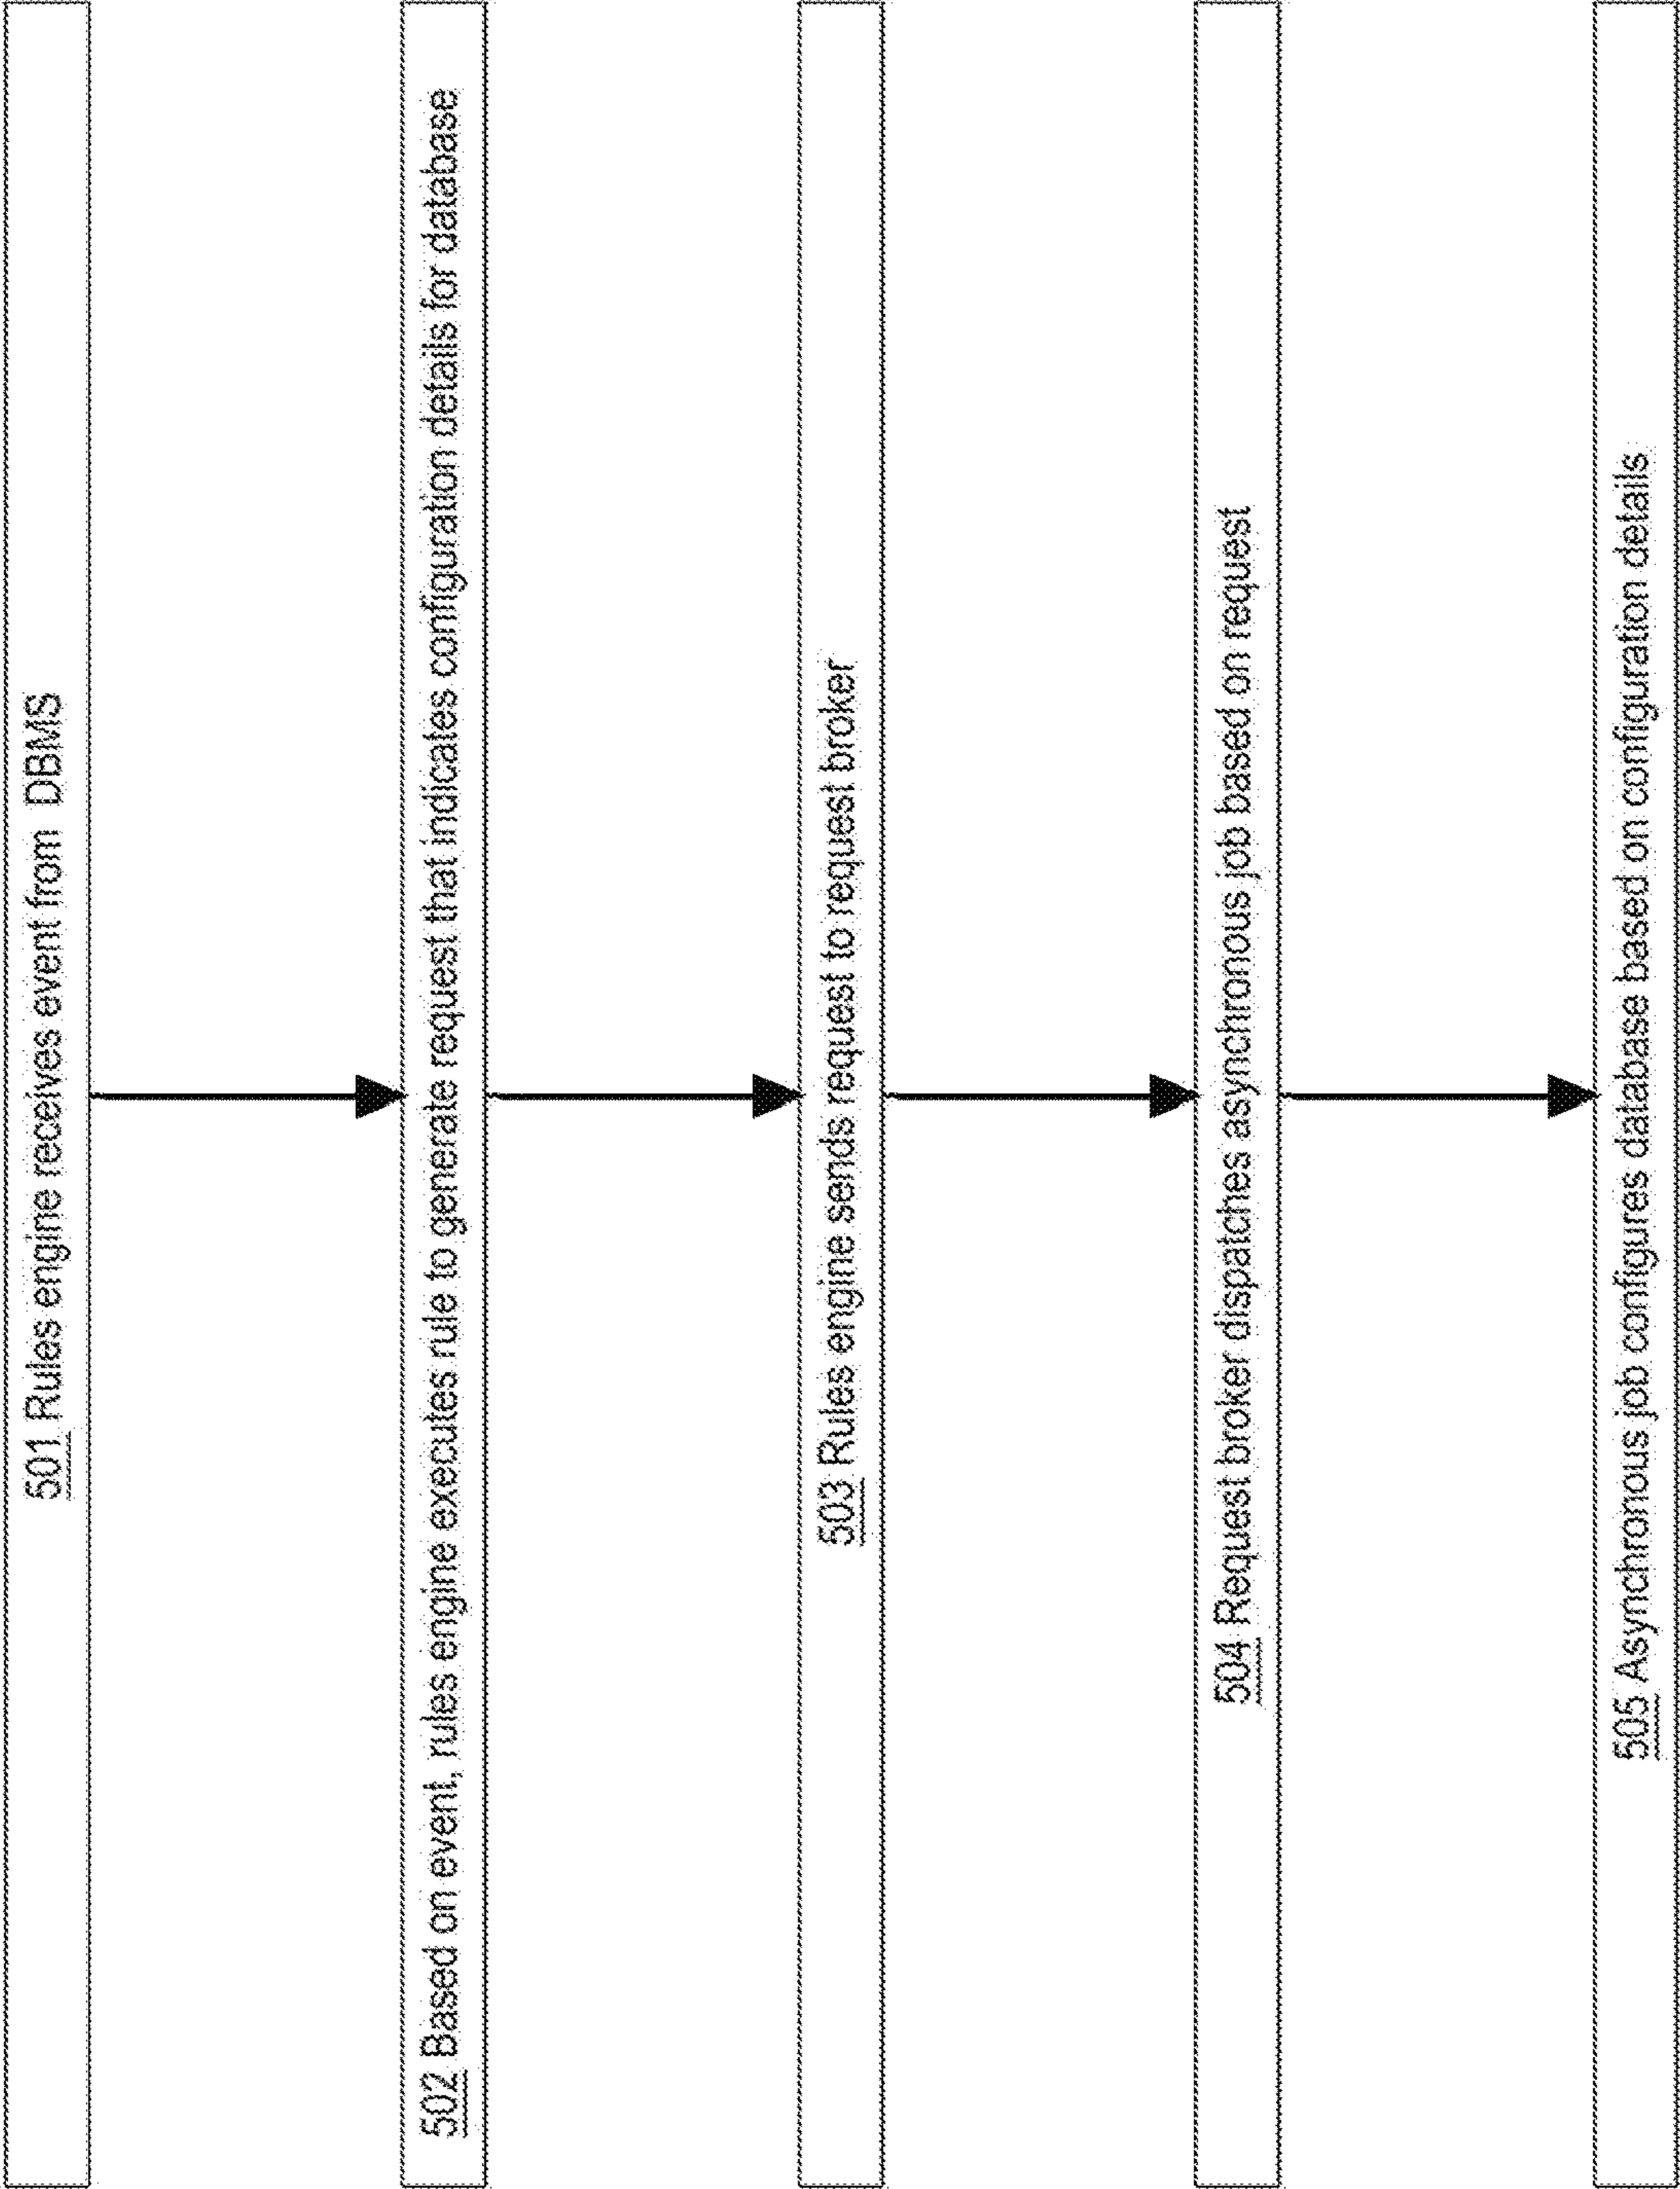 501 Rules engine receives event from DBMS
502 Based on event, rules engine executes rule to generate request that indicates configuration details for database
503 Rules engine sends request to request broker
504 Request broker dispatches asynchronous job based on request
505 Asynchronous job configures database based on configuration details